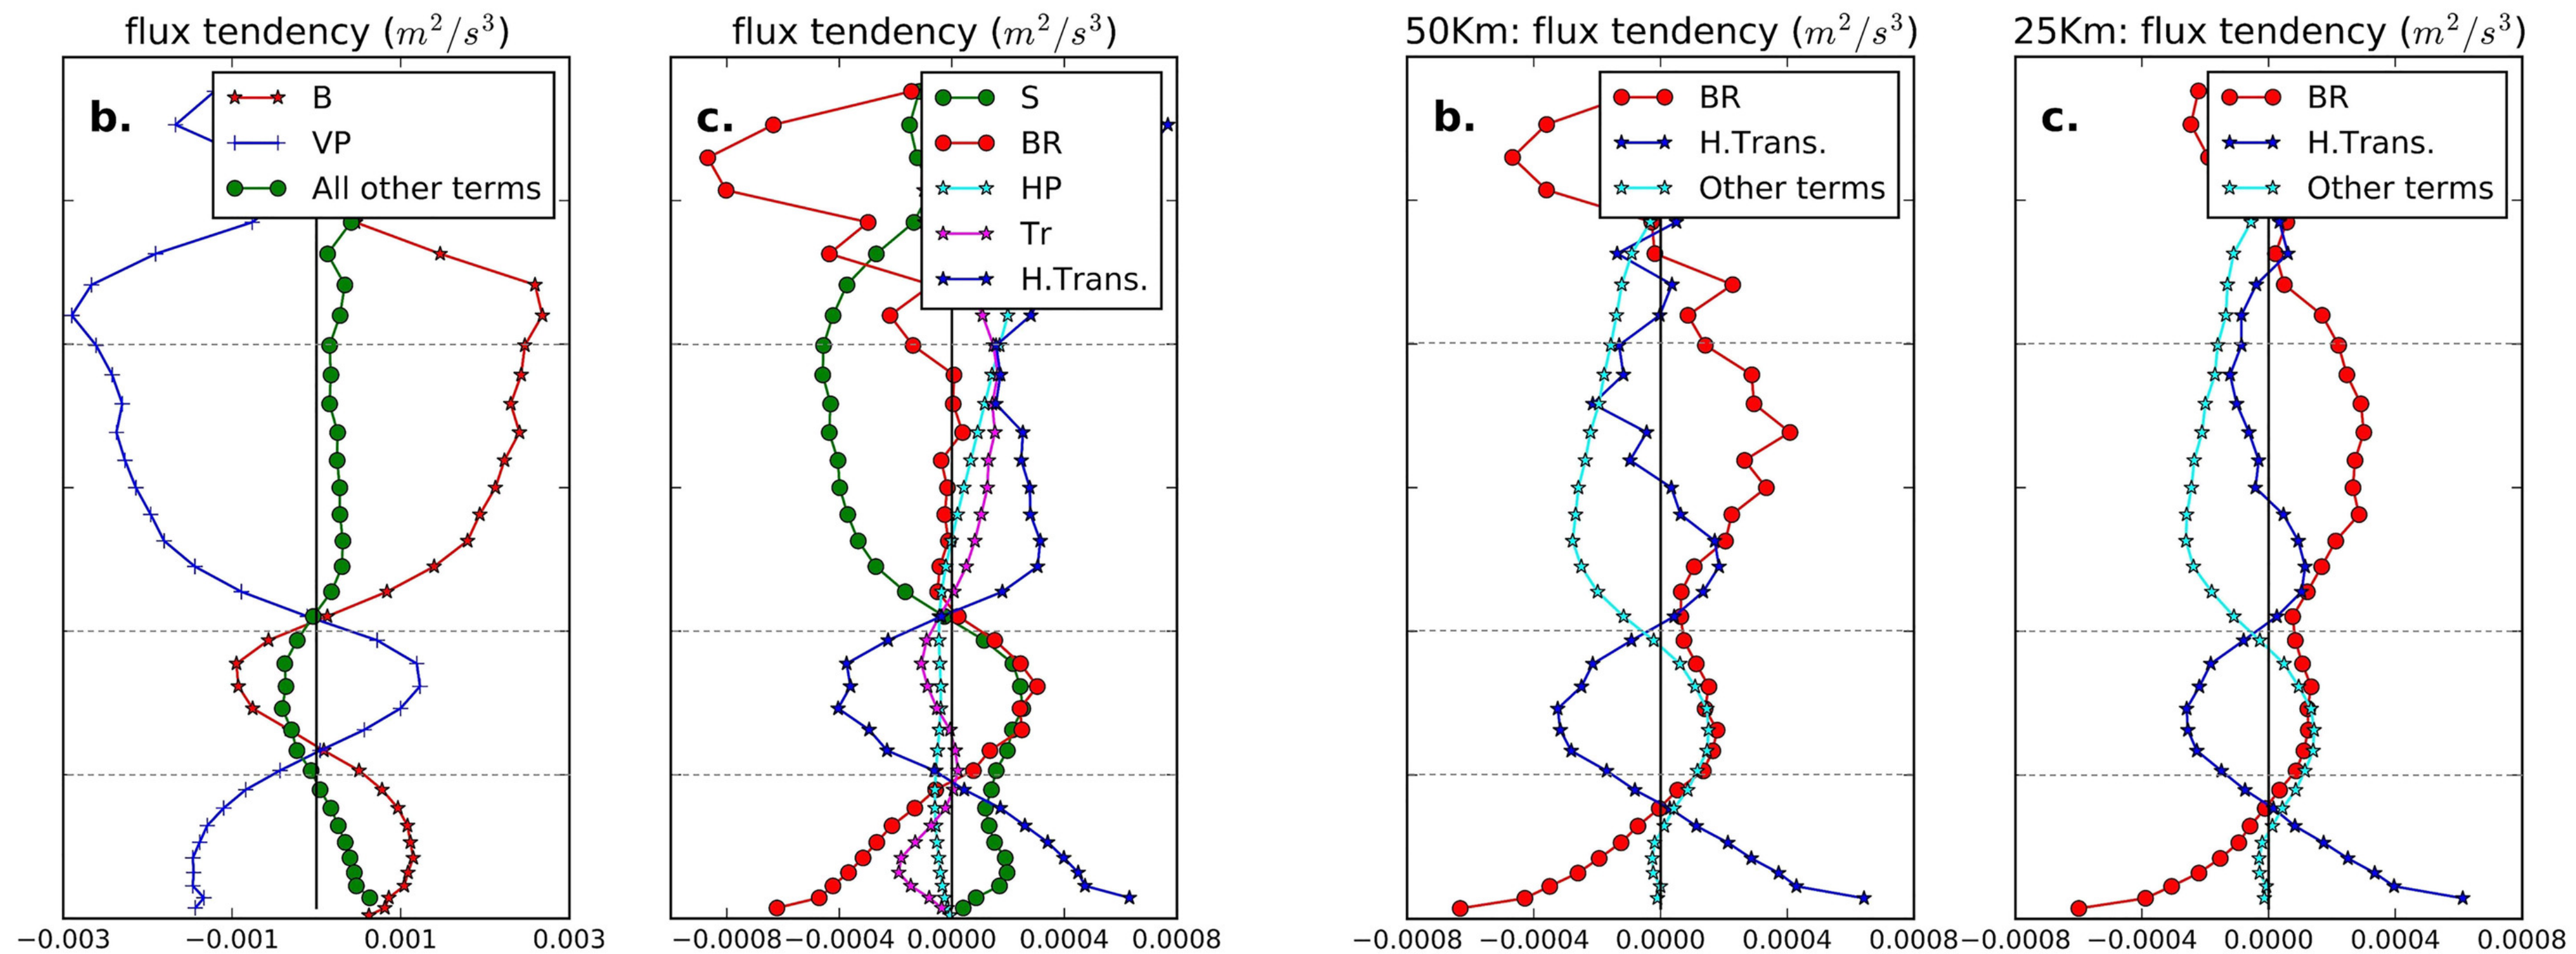 flux tendency (m²/s³)
b.
B
VP
All other terms
−0.003 −0.001 0.001 0.003
flux tendency (m²/s³)
c.
S
BR
HP
Tr
H.Trans.
−0.0008 −0.0004 0.0000 0.0004 0.0008
50Km: flux tendency (m²/s³)
b.
BR
H.Trans.
Other terms
−0.0008 −0.0004 0.0000 0.0004 0.0008
25Km: flux tendency (m²/s³)
c.
BR
H.Trans.
Other terms
−0.0008 −0.0004 0.0000 0.0004 0.0008